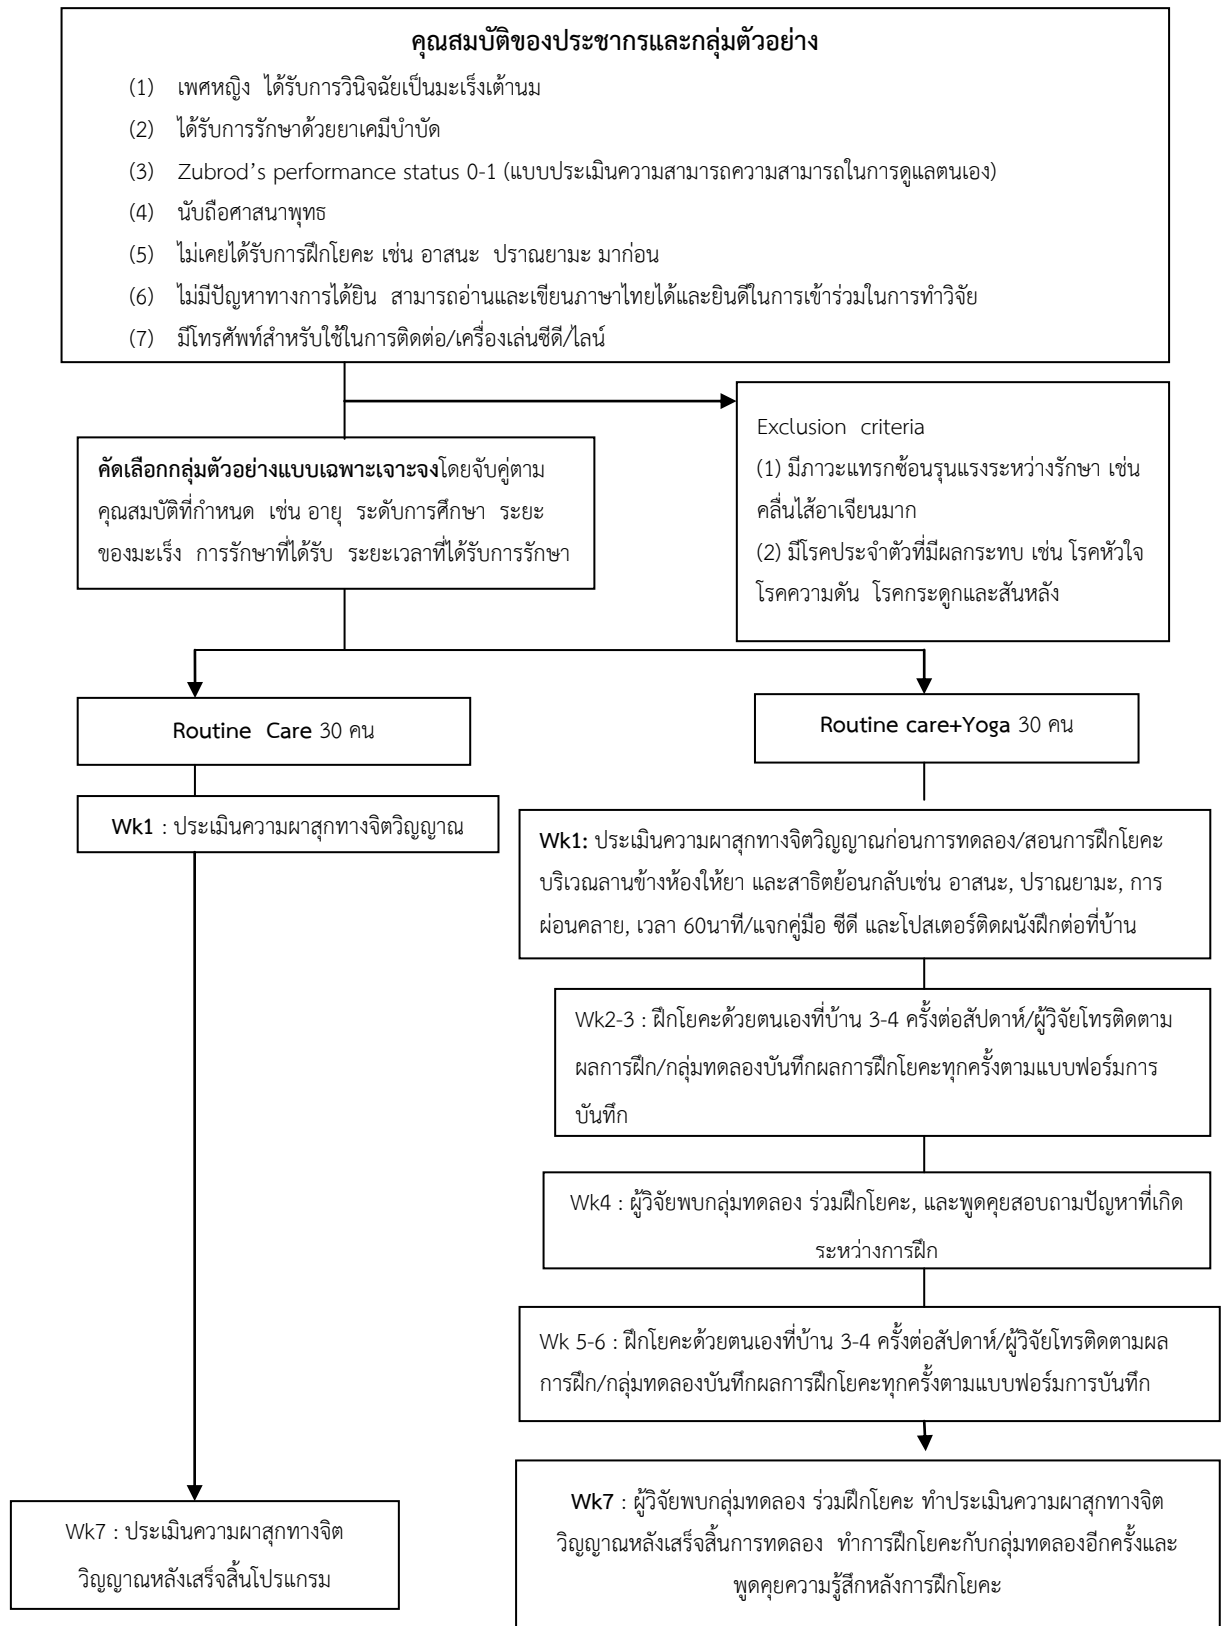 คุณสมบัติของประชากรและกลุ่มตัวอย่าง
(1) เพศหญิง ได้รับการวินิจฉัยเป็นมะเร็งเต้านม
(2) ได้รับการรักษาด้วยยาเคมีบำบัด
(3) Zubrod's performance status 0-1 (แบบประเมินความสามารถความสามารถในการดูแลตนเอง)
(4) นับถือศาสนาพุทธ
(5) ไม่เคยได้รับการฝึกโยคะ เช่น อาสนะ ปราณยามะ มาก่อน
(6) ไม่มีปัญหาทางการได้ยิน สามารถอ่านและเขียนภาษาไทยได้และยินดีในการเข้าร่วมในการทำวิจัย
(7) มีโทรศัพท์สำหรับใช้ในการติดต่อ/เครื่องเล่นซีดี/ไลน์
Exclusion criteria
(1) มีภาวะแทรกซ้อนรุนแรงระหว่างรักษา เช่น
คลื่นไส้อาเจียนมาก
(2) มีโรคประจำตัวที่มีผลกระทบ เช่น โรคหัวใจ
โรคความดัน โรคกระดูกและสันหลัง
คัดเลือกกลุ่มตัวอย่างแบบเฉพาะเจาะจงโดยจับคู่ตาม
คุณสมบัติที่กำหนด เช่น อายุ ระดับการศึกษา ระยะ
ของมะเร็ง การรักษาที่ได้รับ ระยะเวลาที่ได้รับการรักษา
Routine Care 30 คน
Routine care+Yoga 30 คน
Wk1 : ประเมินความผาสุกทางจิตวิญญาณ
Wk1: ประเมินความผาสุกทางจิตวิญญาณก่อนการทดลอง/สอนการฝึกโยคะ
บริเวณลานข้างห้องให้ยา และสาธิตย้อนกลับเช่น อาสนะ, ปราณยามะ, การ
ผ่อนคลาย, เวลา 60นาที/แจกคู่มือ ซีดี และโปสเตอร์ติดผนังฝึกต่อที่บ้าน
Wk2-3 : ฝึกโยคะด้วยตนเองที่บ้าน 3-4 ครั้งต่อสัปดาห์/ผู้วิจัยโทรติดตาม
ผลการฝึก/กลุ่มทดลองบันทึกผลการฝึกโยคะทุกครั้งตามแบบฟอร์มการ
บันทึก
Wk4 : ผู้วิจัยพบกลุ่มทดลอง ร่วมฝึกโยคะ, และพูดคุยสอบถามปัญหาที่เกิด
ระหว่างการฝึก
Wk 5-6 : ฝึกโยคะด้วยตนเองที่บ้าน 3-4 ครั้งต่อสัปดาห์/ผู้วิจัยโทรติดตามผล
การฝึก/กลุ่มทดลองบันทึกผลการฝึกโยคะทุกครั้งตามแบบฟอร์มการบันทึก
Wk7 : ประเมินความผาสุกทางจิต
วิญญาณหลังเสร็จสิ้นโปรแกรม
Wk7 : ผู้วิจัยพบกลุ่มทดลอง ร่วมฝึกโยคะ ทำประเมินความผาสุกทางจิต
วิญญาณหลังเสร็จสิ้นการทดลอง ทำการฝึกโยคะกับกลุ่มทดลองอีกครั้งและ
พูดคุยความรู้สึกหลังการฝึกโยคะ